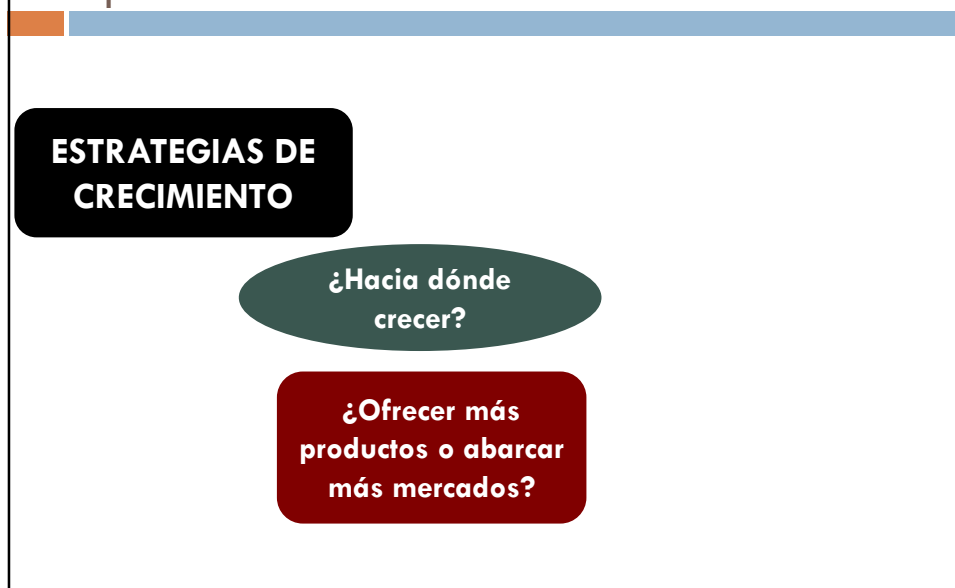 ESTRATEGIAS DE
CRECIMIENTO
¿Hacia dónde
crecer?
¿Ofrecer más
productos o abarcar
más mercados?